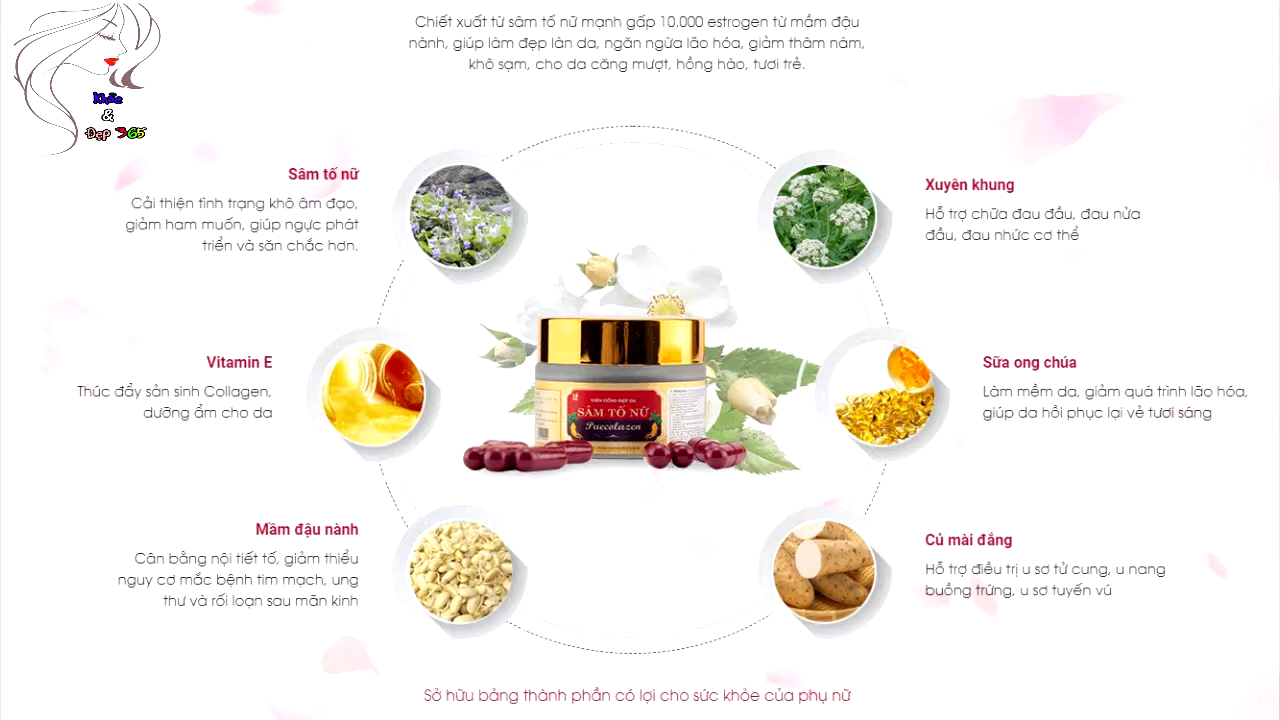 Chiết xuất từ sâm tố nữ mạnh gấp 10.000 estrogen từ mầm đậu
nành, giúp làm đẹp làn da, ngăn ngừa lão hóa, giảm thâm nám,
khô sạm, cho da căng mượt, hồng hào, tươi trẻ.
Khỏe
&
Đẹp 365
Sâm tố nữ
Cải thiện tình trạng khô âm đạo,
giảm ham muốn, giúp ngực phát
triển và săn chắc hơn.
Xuyên khung
Hỗ trợ chữa đau đầu, đau nửa
đầu, đau nhức cơ thể
Vitamin E
Thúc đẩy sản sinh Collagen,
dưỡng ẩm cho da
Sữa ong chúa
Làm mềm da, giảm quá trình lão hóa,
giúp da hồi phục lại vẻ tươi sáng
VIÊN UỐNG ĐẸP DA
SÂM TỐ NỮ
Puecolazen
Mầm đậu nành
Cân bằng nội tiết tố, giảm thiểu
nguy cơ mắc bệnh tim mạch, ung
thư và rối loạn sau mãn kinh
Củ mài đắng
Hỗ trợ điều trị u sơ tử cung, u nang
buồng trứng, u sơ tuyến vú
Sở hữu bảng thành phần có lợi cho sức khỏe của phụ nữ